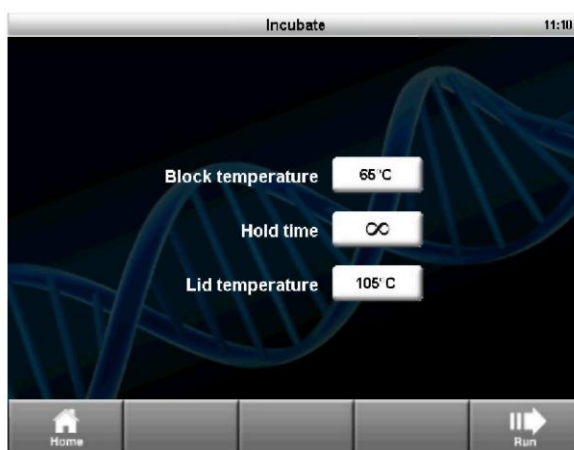 Incubate 11:10
Block temperature 65°C
Hold time ∞
Lid temperature 105°C
Home Run